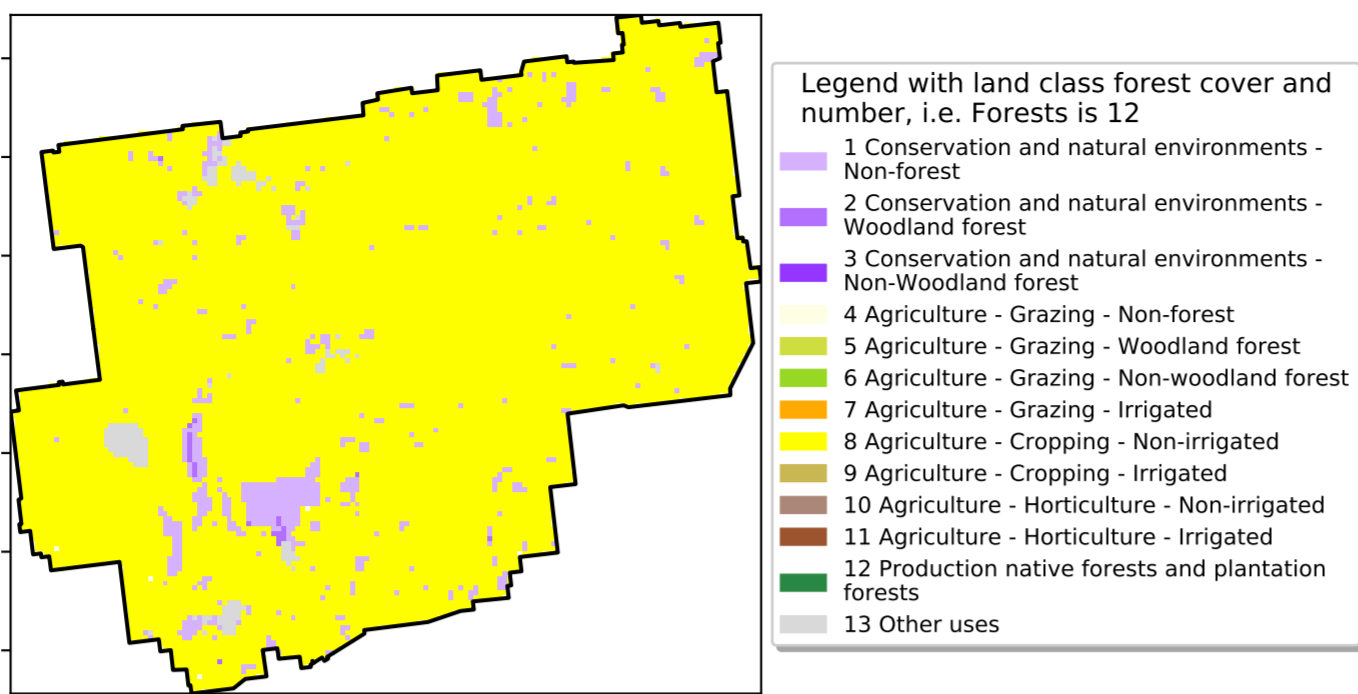 Legend with land class forest cover and
number, i.e. Forests is 12
1 Conservation and natural environments -
Non-forest
2 Conservation and natural environments -
Woodland forest
3 Conservation and natural environments -
Non-Woodland forest
4 Agriculture - Grazing - Non-forest
5 Agriculture - Grazing - Woodland forest
6 Agriculture - Grazing - Non-woodland forest
7 Agriculture - Grazing - Irrigated
8 Agriculture - Cropping - Non-irrigated
9 Agriculture - Cropping - Irrigated
10 Agriculture - Horticulture - Non-irrigated
11 Agriculture - Horticulture - Irrigated
12 Production native forests and plantation
forests
13 Other uses